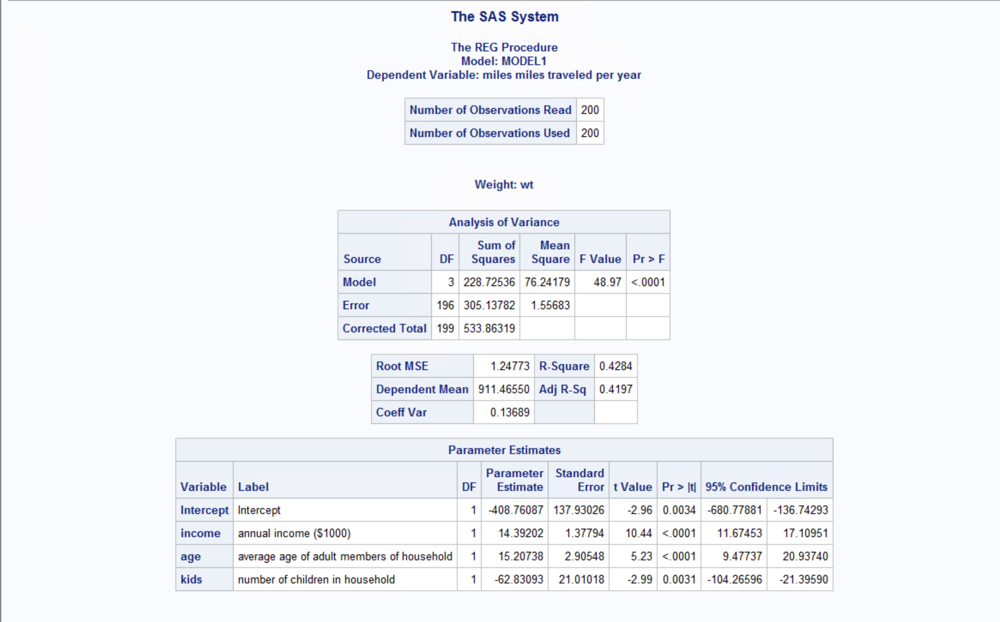 The SAS System
The REG Procedure
Model: MODEL1
Dependent Variable: miles miles traveled per year
Number of Observations Read 200
Number of Observations Used 200
Weight: wt
Analysis of Variance
Source DF Sum of Squares Mean Square F Value Pr > F
Model 3 228.72536 76.24179 48.97 <.0001
Error 196 305.13782 1.55683
Corrected Total 199 533.86319
Root MSE 1.24773 R-Square 0.4284
Dependent Mean 911.46550 Adj R-Sq 0.4197
Coeff Var 0.13689
Parameter Estimates
Variable Label DF Parameter Estimate Standard Error t Value Pr > |t| 95% Confidence Limits
Intercept Intercept 1 -408.76087 137.93026 -2.96 0.0034 -680.77881 -136.74293
income annual income ($1000) 1 14.39202 1.37794 10.44 <.0001 11.67453 17.10951
age average age of adult members of household 1 15.20738 2.90548 5.23 <.0001 9.47737 20.93740
kids number of children in household 1 -62.83093 21.01018 -2.99 0.0031 -104.26596 -21.39590